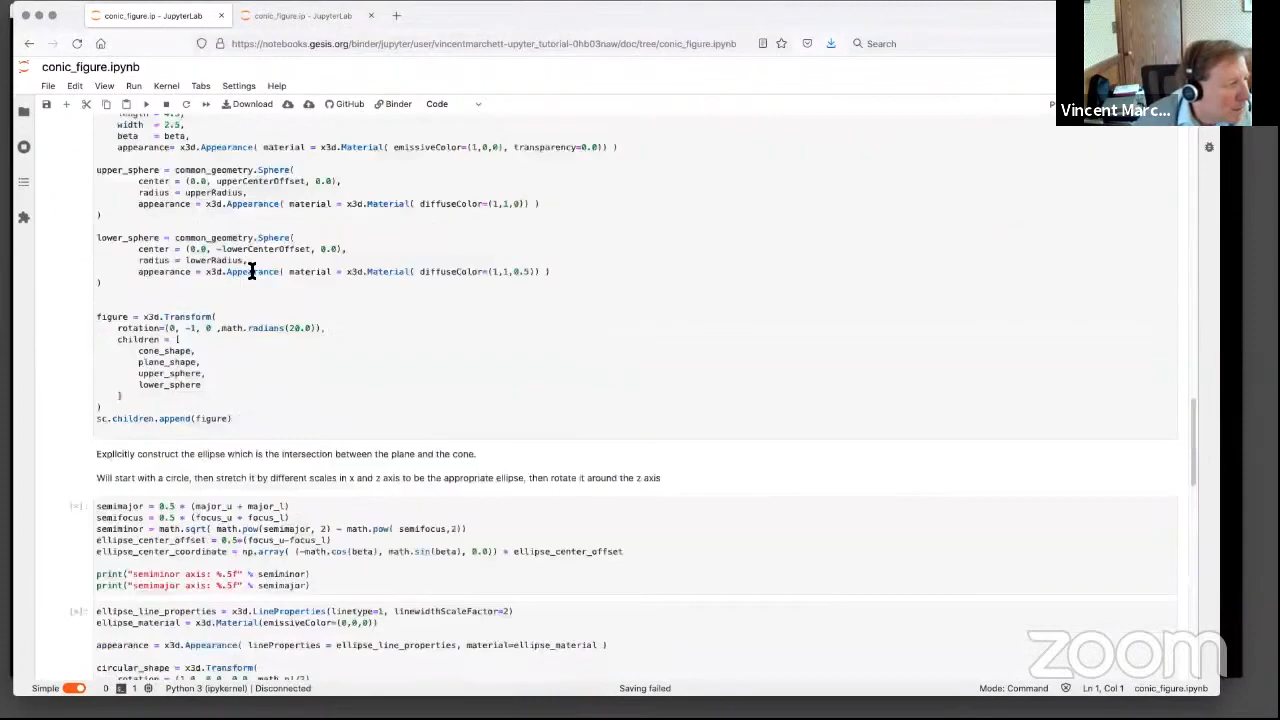 conic_figure.ip - JupyterLab
conic_figure.ip - JupyterLab
https://notebooks.gesis.org/binder/jupyter/user/vincentmarchett-upyter_tutorial-0hb03naw/doc/tree/conic_figure.ipynb
Search
Vincent Marc...
conic_figure.ipynb
File Edit View Run Kernel Tabs Settings Help
Download GitHub Binder Code
width = 2.5,
beta = beta,
appearance= x3d.Appearance( material = x3d.Material( emissiveColor=(1,0,0), transparency=0.0)) )
upper_sphere = common_geometry.Sphere(
center = (0.0, upperCenterOffset, 0.0),
radius = upperRadius,
appearance = x3d.Appearance( material = x3d.Material( diffuseColor=(1,1,0)) )
)
lower_sphere = common_geometry.Sphere(
center = (0.0, -lowerCenterOffset, 0.0),
radius = lowerRadius,
appearance = x3d.Appearance( material = x3d.Material( diffuseColor=(1,1,0.5)) )
)
figure = x3d.Transform(
rotation=(0, -1, 0 ,math.radians(20.0)),
children = [
cone_shape,
plane_shape,
upper_sphere,
lower_sphere
]
)
sc.children.append(figure)
Explicitly construct the ellipse which is the intersection between the plane and the cone.
Will start with a circle, then stretch it by different scales in x and z axis to be the appropriate ellipse, then rotate it around the z axis
semimajor = 0.5 * (major_u + major_l)
semifocus = 0.5 * (focus_u + focus_l)
semiminor = math.sqrt( math.pow(semimajor, 2) - math.pow( semifocus,2))
ellipse_center_offset = 0.5*(focus_u-focus_l)
ellipse_center_coordinate = np.array( (-math.cos(beta), math.sin(beta), 0.0)) * ellipse_center_offset
print("semiminor axis: %.5f" % semiminor)
print("semimajor axis: %.5f" % semimajor)
ellipse_line_properties = x3d.LineProperties(linetype=1, linewidthScaleFactor=2)
ellipse_material = x3d.Material(emissiveColor=(0,0,0))
appearance = x3d.Appearance( lineProperties = ellipse_line_properties, material=ellipse_material )
circular_shape = x3d.Transform(
zoom
Simple 0 1 Python 3 (ipykernel) | Disconnected Saving failed Mode: Command Ln 1, Col 1 conic_figure.ipynb